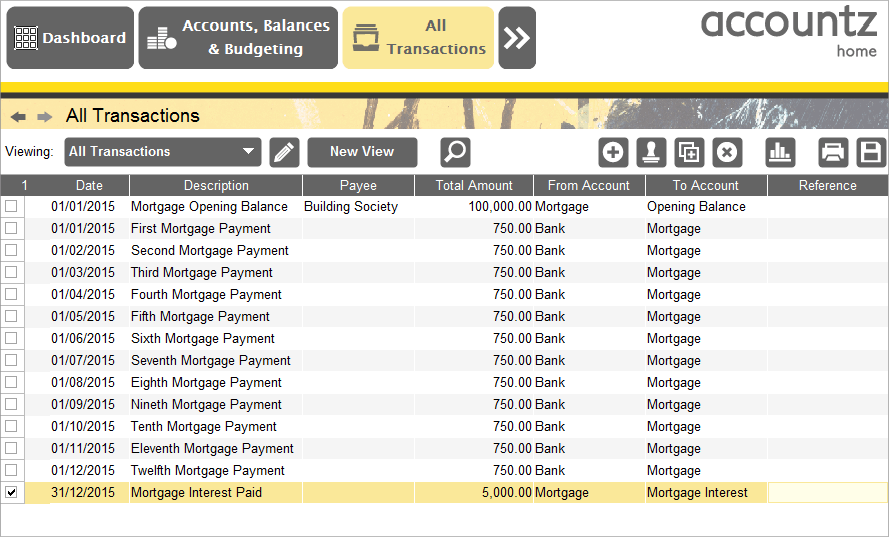 accountz
home
Dashboard
Accounts, Balances
& Budgeting
All
Transactions
All Transactions
Viewing: All Transactions New View
1 Date Description Payee Total Amount From Account To Account Reference
01/01/2015 Mortgage Opening Balance Building Society 100,000.00 Mortgage Opening Balance
01/01/2015 First Mortgage Payment 750.00 Bank Mortgage
01/02/2015 Second Mortgage Payment 750.00 Bank Mortgage
01/03/2015 Third Mortgage Payment 750.00 Bank Mortgage
01/04/2015 Fourth Mortgage Payment 750.00 Bank Mortgage
01/05/2015 Fifth Mortgage Payment 750.00 Bank Mortgage
01/06/2015 Sixth Mortgage Payment 750.00 Bank Mortgage
01/07/2015 Seventh Mortgage Payment 750.00 Bank Mortgage
01/08/2015 Eighth Mortgage Payment 750.00 Bank Mortgage
01/09/2015 Nineth Mortgage Payment 750.00 Bank Mortgage
01/10/2015 Tenth Mortgage Payment 750.00 Bank Mortgage
01/11/2015 Eleventh Mortgage Payment 750.00 Bank Mortgage
01/12/2015 Twelfth Mortgage Payment 750.00 Bank Mortgage
31/12/2015 Mortgage Interest Paid 5,000.00 Mortgage Mortgage Interest